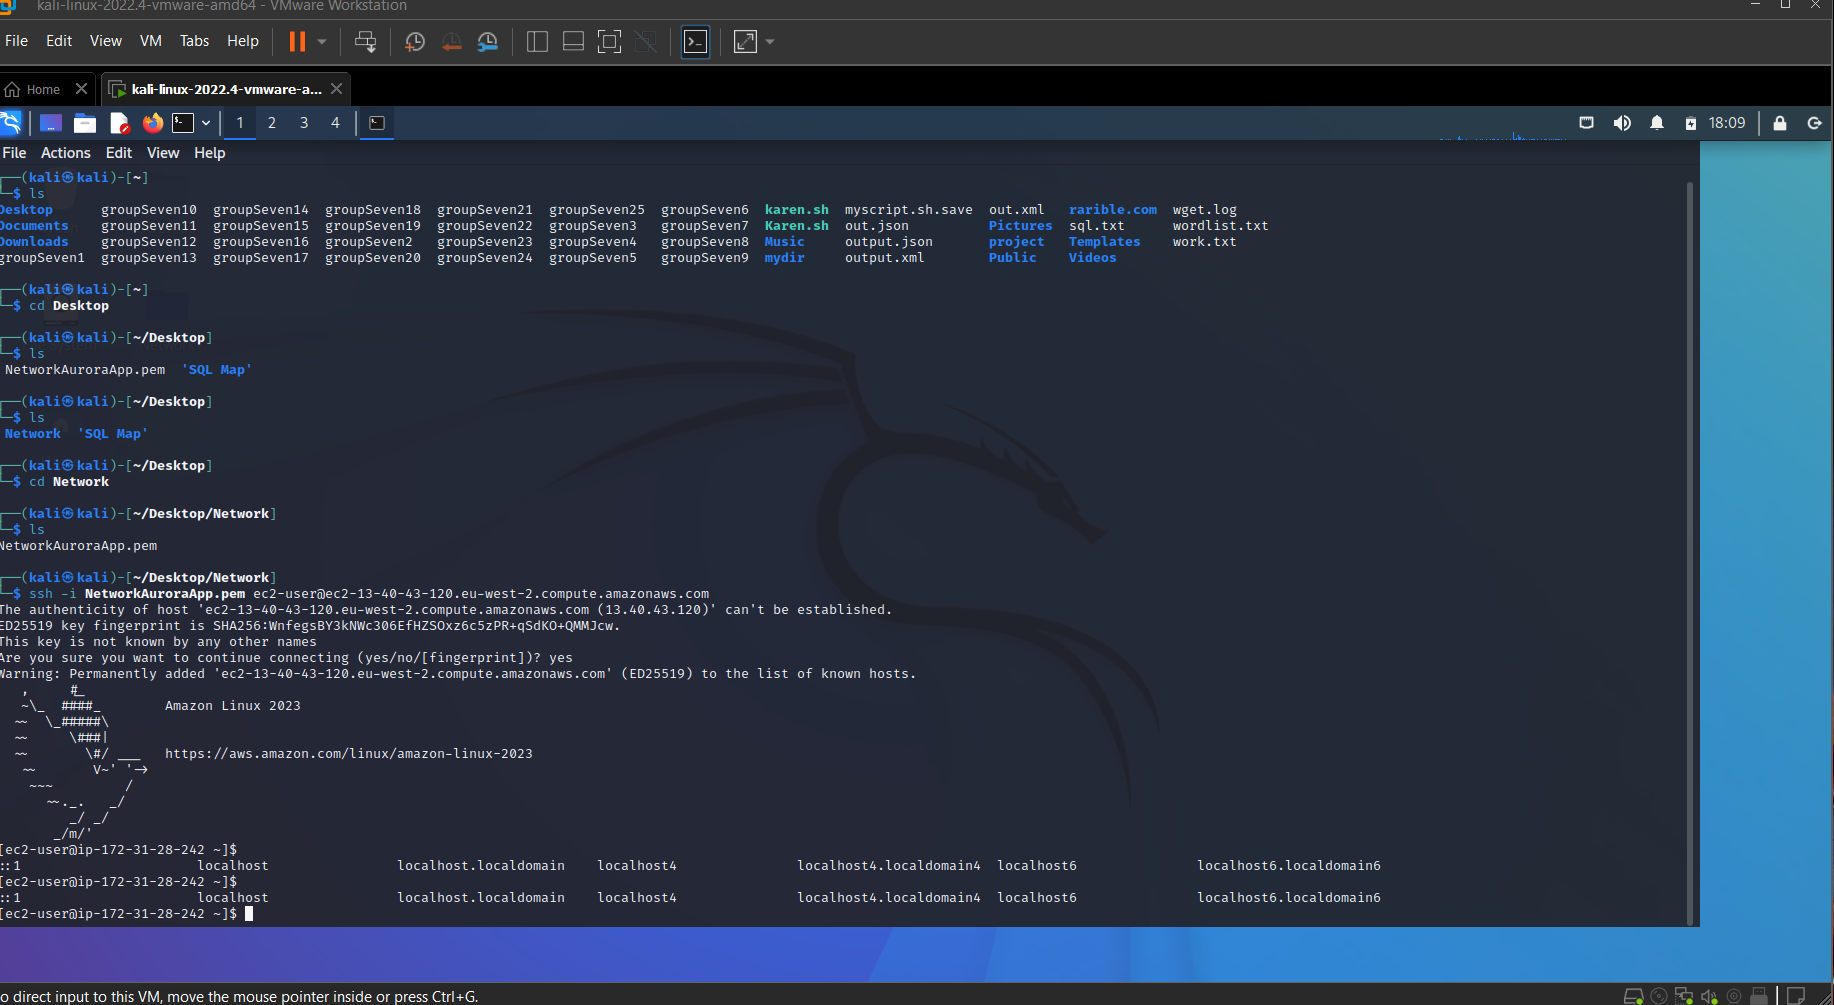 kali-linux-2022.4-vmware-amd64 - VMware Workstation
File Edit View VM Tabs Help
Home kali-linux-2022.4-vmware-a...
1 2 3 4 18:09
File Actions Edit View Help
(kali㉿kali)-[~]
$ ls
Desktop groupSeven10 groupSeven14 groupSeven18 groupSeven21 groupSeven25 groupSeven6 karen.sh myscript.sh.save out.xml rarible.com wget.log
Documents groupSeven11 groupSeven15 groupSeven19 groupSeven22 groupSeven3 groupSeven7 Karen.sh out.json Pictures sql.txt wordlist.txt
Downloads groupSeven12 groupSeven16 groupSeven2 groupSeven23 groupSeven4 groupSeven8 Music output.json project Templates work.txt
groupSeven1 groupSeven13 groupSeven17 groupSeven20 groupSeven24 groupSeven5 groupSeven9 mydir output.xml Public Videos
(kali㉿kali)-[~]
$ cd Desktop
(kali㉿kali)-[~/Desktop]
$ ls
NetworkAuroraApp.pem 'SQL Map'
(kali㉿kali)-[~/Desktop]
$ ls
Network 'SQL Map'
(kali㉿kali)-[~/Desktop]
$ cd Network
(kali㉿kali)-[~/Desktop/Network]
$ ls
NetworkAuroraApp.pem
(kali㉿kali)-[~/Desktop/Network]
$ ssh -i NetworkAuroraApp.pem ec2-user@ec2-13-40-43-120.eu-west-2.compute.amazonaws.com
The authenticity of host 'ec2-13-40-43-120.eu-west-2.compute.amazonaws.com (13.40.43.120)' can't be established.
ED25519 key fingerprint is SHA256:WnfegsBY3kNWc306EfHZSOxz6c5zPR+qSdKO+QMMJcw.
This key is not known by any other names
Are you sure you want to continue connecting (yes/no/[fingerprint])? yes
Warning: Permanently added 'ec2-13-40-43-120.eu-west-2.compute.amazonaws.com' (ED25519) to the list of known hosts.
   ,     #_
   ~\_  ####_        Amazon Linux 2023
  ~~  \_#####\
  ~~     \###|
  ~~       \#/ ___   https://aws.amazon.com/linux/amazon-linux-2023
   ~~       V~' '->
    ~~~         /
      ~~._.   _/
         _/ _/
       _/m/'
[ec2-user@ip-172-31-28-242 ~]$
::1 localhost localhost.localdomain localhost4 localhost4.localdomain4 localhost6 localhost6.localdomain6
[ec2-user@ip-172-31-28-242 ~]$
::1 localhost localhost.localdomain localhost4 localhost4.localdomain4 localhost6 localhost6.localdomain6
[ec2-user@ip-172-31-28-242 ~]$
o direct input to this VM, move the mouse pointer inside or press Ctrl+G.